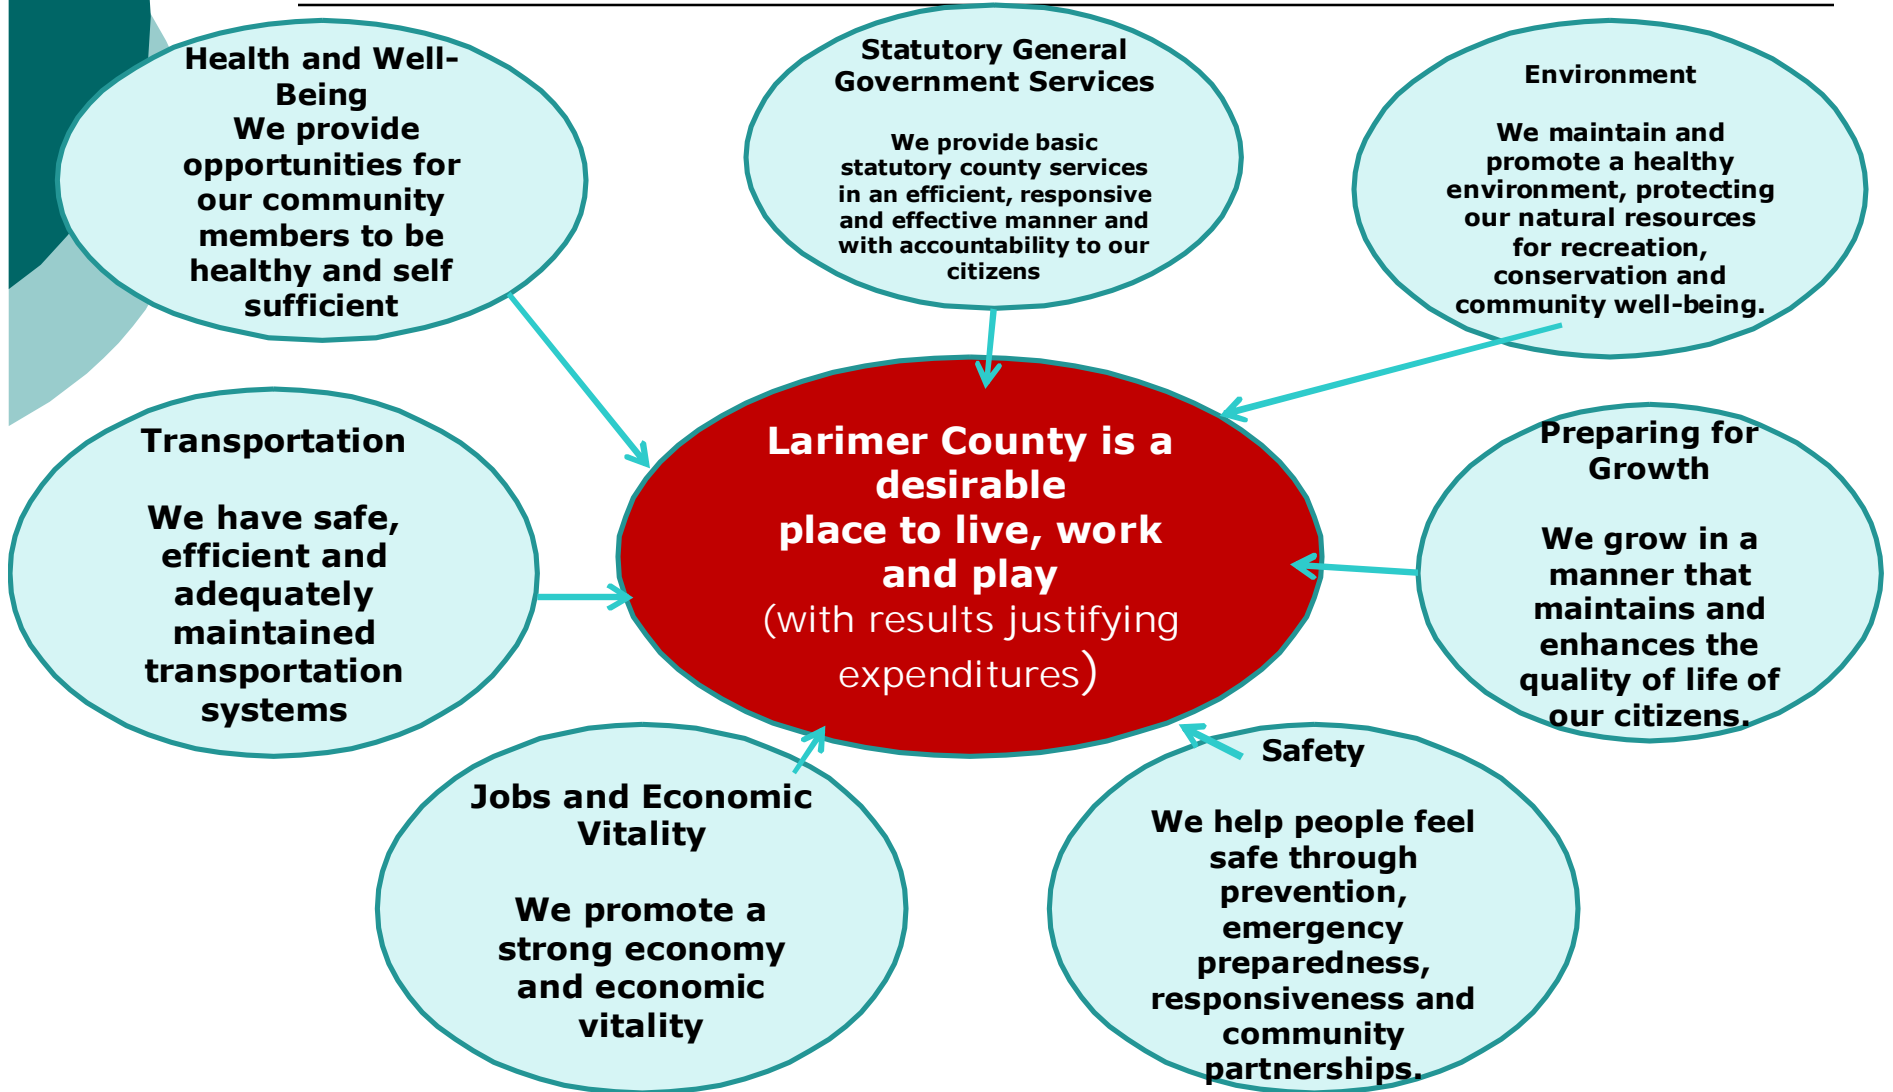 Health and Well-
Being
We provide
opportunities for
our community
members to be
healthy and self
sufficient
Statutory General
Government Services
We provide basic
statutory county services
in an efficient, responsive
and effective manner and
with accountability to our
citizens
Environment
We maintain and
promote a healthy
environment, protecting
our natural resources
for recreation,
conservation and
community well-being.
Transportation
We have safe,
efficient and
adequately
maintained
transportation
systems
Larimer County is a
desirable
place to live, work
and play
(with results justifying
expenditures)
Preparing for
Growth
We grow in a
manner that
maintains and
enhances the
quality of life of
our citizens.
Jobs and Economic
Vitality
We promote a
strong economy
and economic
vitality
Safety
We help people feel
safe through
prevention,
emergency
preparedness,
responsiveness and
community
partnerships.